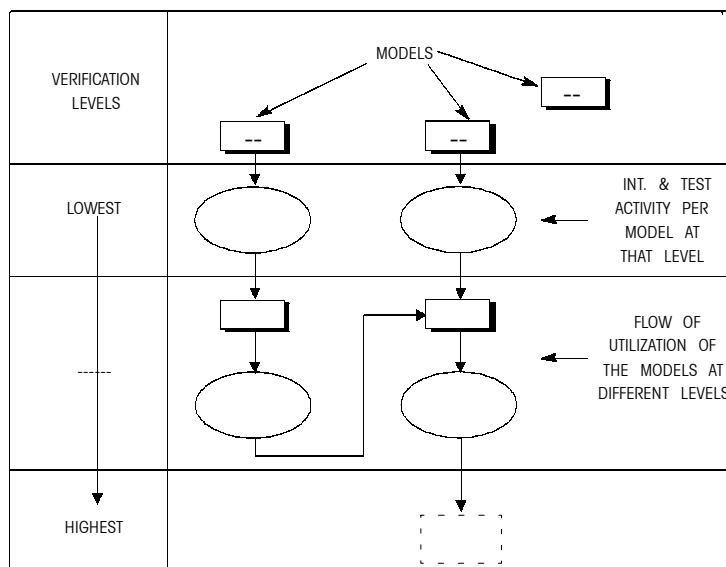 VERIFICATION
LEVELS
MODELS
--
--
--
LOWEST
INT. & TEST
ACTIVITY PER
MODEL AT
THAT LEVEL
------
FLOW OF
UTILIZATION OF
THE MODELS AT
DIFFERENT LEVELS
HIGHEST